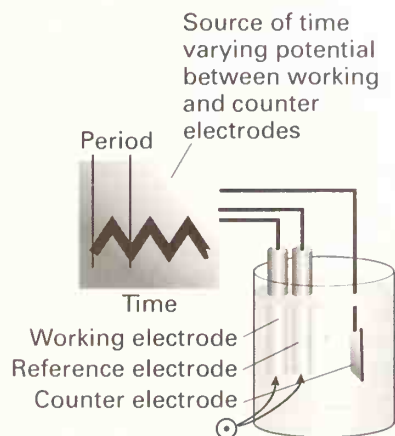 Source of time
varying potential
between working
and counter
electrodes
Period
Time
Working electrode
Reference electrode
Counter electrode